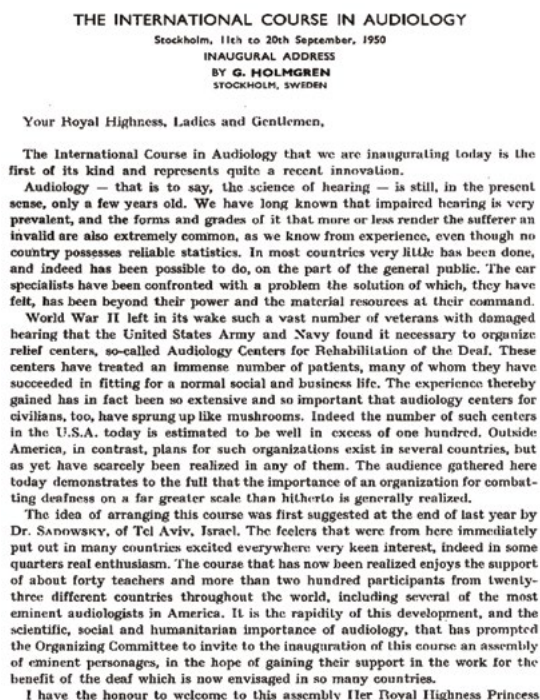 THE INTERNATIONAL COURSE IN AUDIOLOGY
Stockholm, 11th to 20th September, 1950
INAUGURAL ADDRESS
BY G. HOLMGREN
STOCKHOLM, SWEDEN
Your Royal Highness, Ladies and Gentlemen,
The International Course in Audiology that we are inaugurating today is the
first of its kind and represents quite a recent innovation.
Audiology — that is to say, the science of hearing — is still, in the present
sense, only a few years old. We have long known that impaired hearing is very
prevalent, and the forms and grades of it that more or less render the sufferer an
invalid are also extremely common, as we know from experience, even though no
country possesses reliable statistics. In most countries very little has been done,
and indeed has been possible to do, on the part of the general public. The ear
specialists have been confronted with a problem the solution of which, they have
felt, has been beyond their power and the material resources at their command.
World War II left in its wake such a vast number of veterans with damaged
hearing that the United States Army and Navy found it necessary to organize
relief centers, so-called Audiology Centers for Rehabilitation of the Deaf. These
centers have treated an immense number of patients, many of whom they have
succeeded in fitting for a normal social and business life. The experience thereby
gained has in fact been so extensive and so important that audiology centers for
civilians, too, have sprung up like mushrooms. Indeed the number of such centers
in the U.S.A. today is estimated to be well in excess of one hundred. Outside
America, in contrast, plans for such organizations exist in several countries, but
as yet have scarcely been realized in any of them. The audience gathered here
today demonstrates to the full that the importance of an organization for combat-
ting deafness on a far greater scale than hitherto is generally realized.
The idea of arranging this course was first suggested at the end of last year by
Dr. SADOWSKY, of Tel Aviv, Israel. The feelers that were from here immediately
put out in many countries excited everywhere very keen interest, indeed in some
quarters real enthusiasm. The course that has now been realized enjoys the support
of about forty teachers and more than two hundred participants from twenty-
three different countries throughout the world, including several of the most
eminent audiologists in America. It is the rapidity of this development, and the
scientific, social and humanitarian importance of audiology, that has prompted
the Organizing Committee to invite to the inauguration of this course an assembly
of eminent personages, in the hope of gaining their support in the work for the
benefit of the deaf which is now envisaged in so many countries.
I have the honour to welcome to this assembly Her Royal Highness Princess